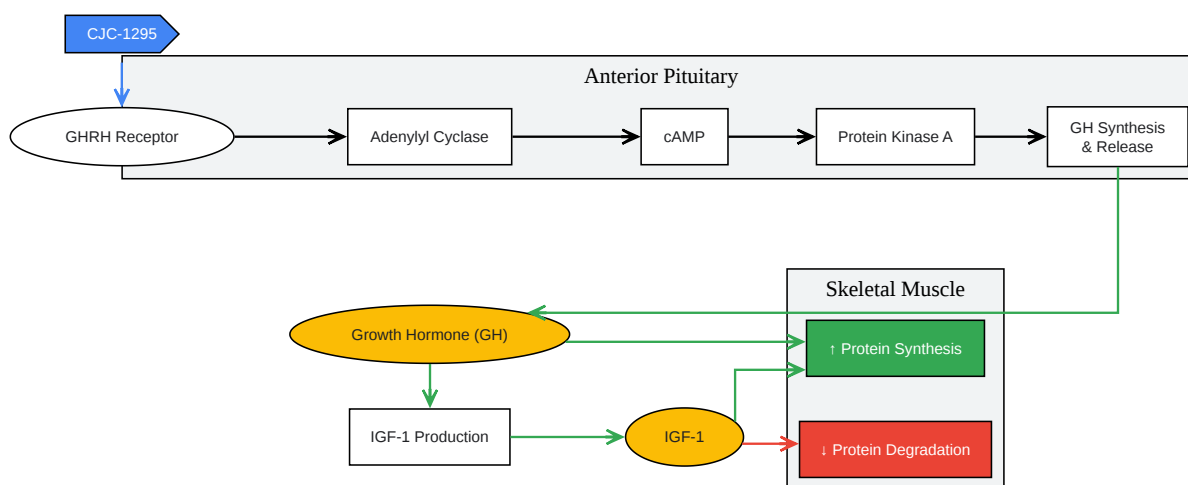 CJC-1295
Anterior Pituitary
GHRH Receptor
Adenylyl Cyclase
cAMP
Protein Kinase A
GH Synthesis
& Release
Skeletal Muscle
Growth Hormone (GH)
↑ Protein Synthesis
IGF-1 Production
IGF-1
↓ Protein Degradation